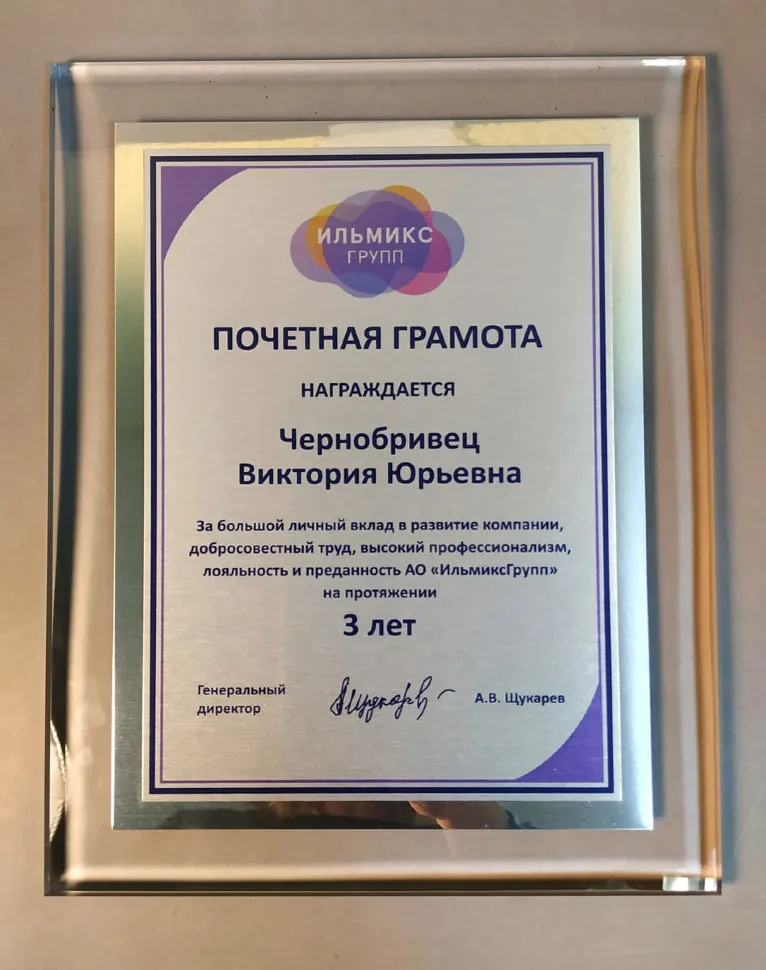 ИЛЬМИКС
ГРУПП
ПОЧЕТНАЯ ГРАМОТА
НАГРАЖДАЕТСЯ
Чернобривец
Виктория Юрьевна
За большой личный вклад в развитие компании,
добросовестный труд, высокий профессионализм,
лояльность и преданность АО «ИльмиксГрупп»
на протяжении
3 лет
Генеральный
директор
А.В. Щукарев